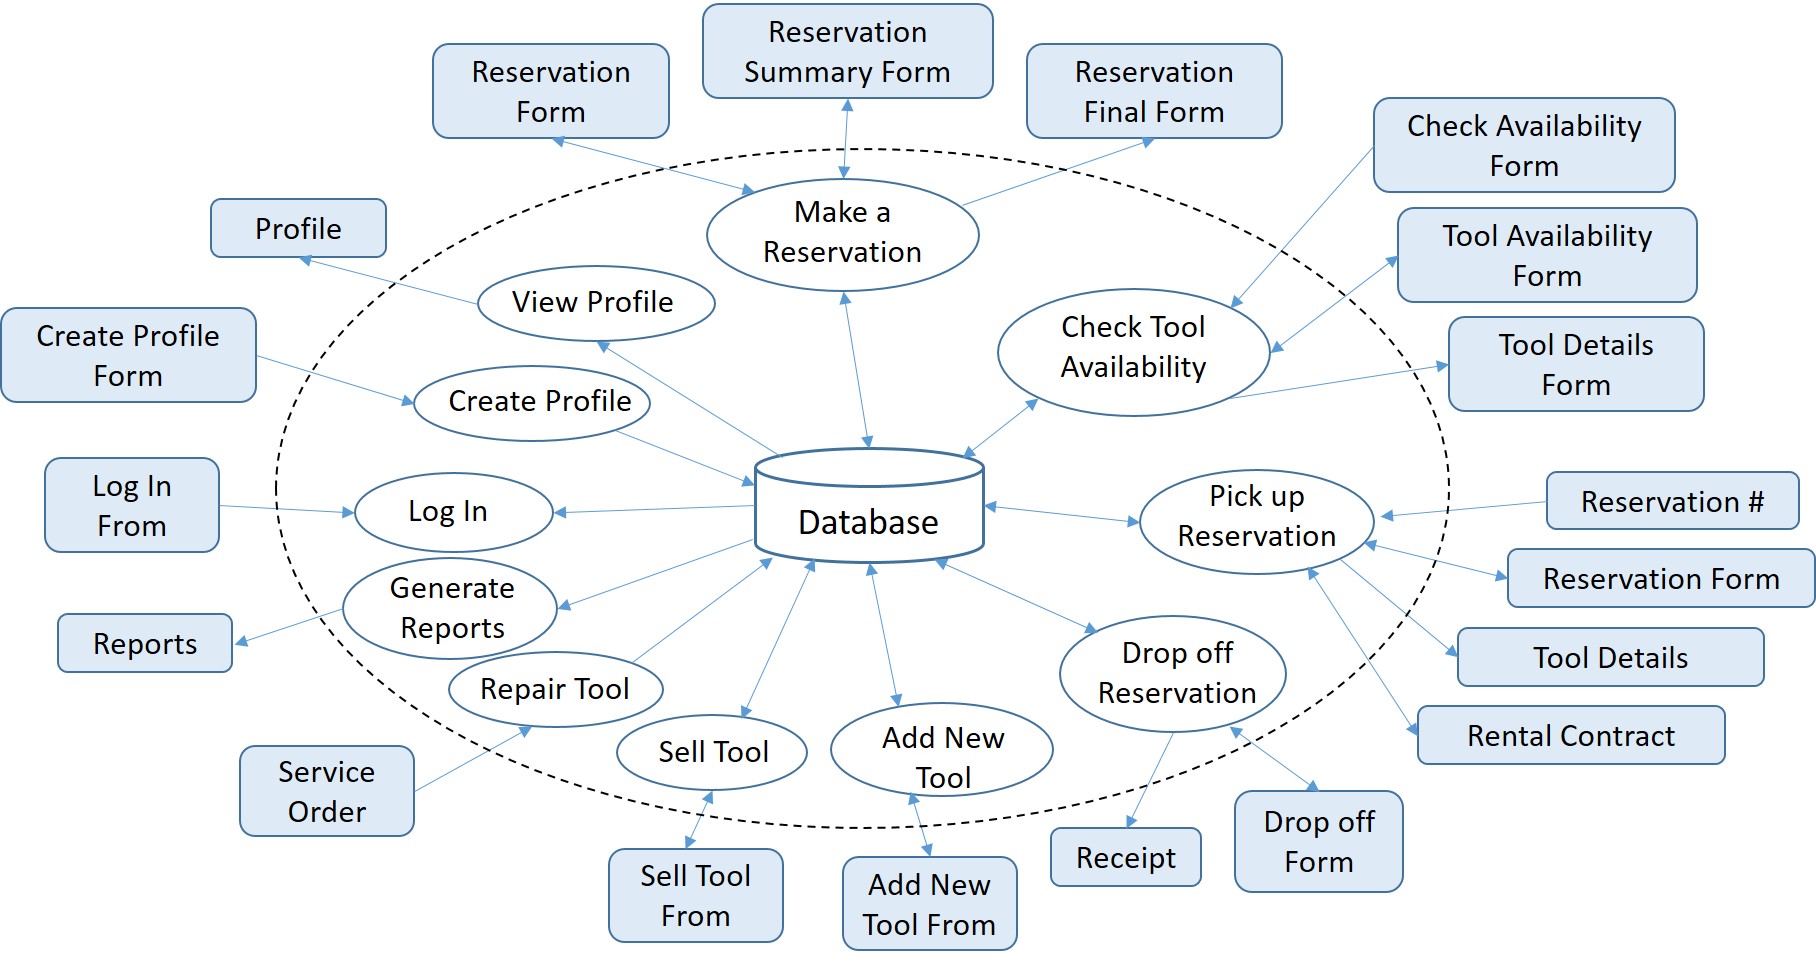 Reservation
Summary Form
Reservation
Form
Reservation
Final Form
Check Availability
Form
Make a
Reservation
Profile
Tool Availability
Form
View Profile
Create Profile
Form
Check Tool
Availability
Tool Details
Form
Create Profile
Log In
From
Log In
Database
Pick up
Reservation
Reservation #
Reservation Form
Generate
Reports
Reports
Drop off
Reservation
Tool Details
Repair Tool
Sell Tool
Add New
Tool
Rental Contract
Service
Order
Drop off
Form
Receipt
Sell Tool
From
Add New
Tool From